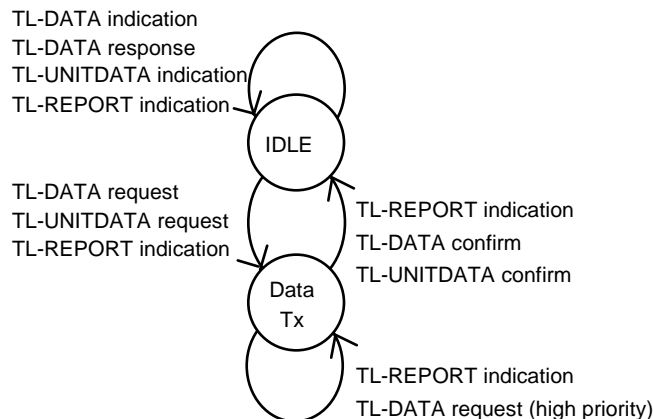 TL-DATA indication
TL-DATA response
TL-UNITDATA indication
TL-REPORT indication
IDLE
TL-DATA request
TL-UNITDATA request
TL-REPORT indication
TL-REPORT indication
TL-DATA confirm
TL-UNITDATA confirm
Data
Tx
TL-REPORT indication
TL-DATA request (high priority)